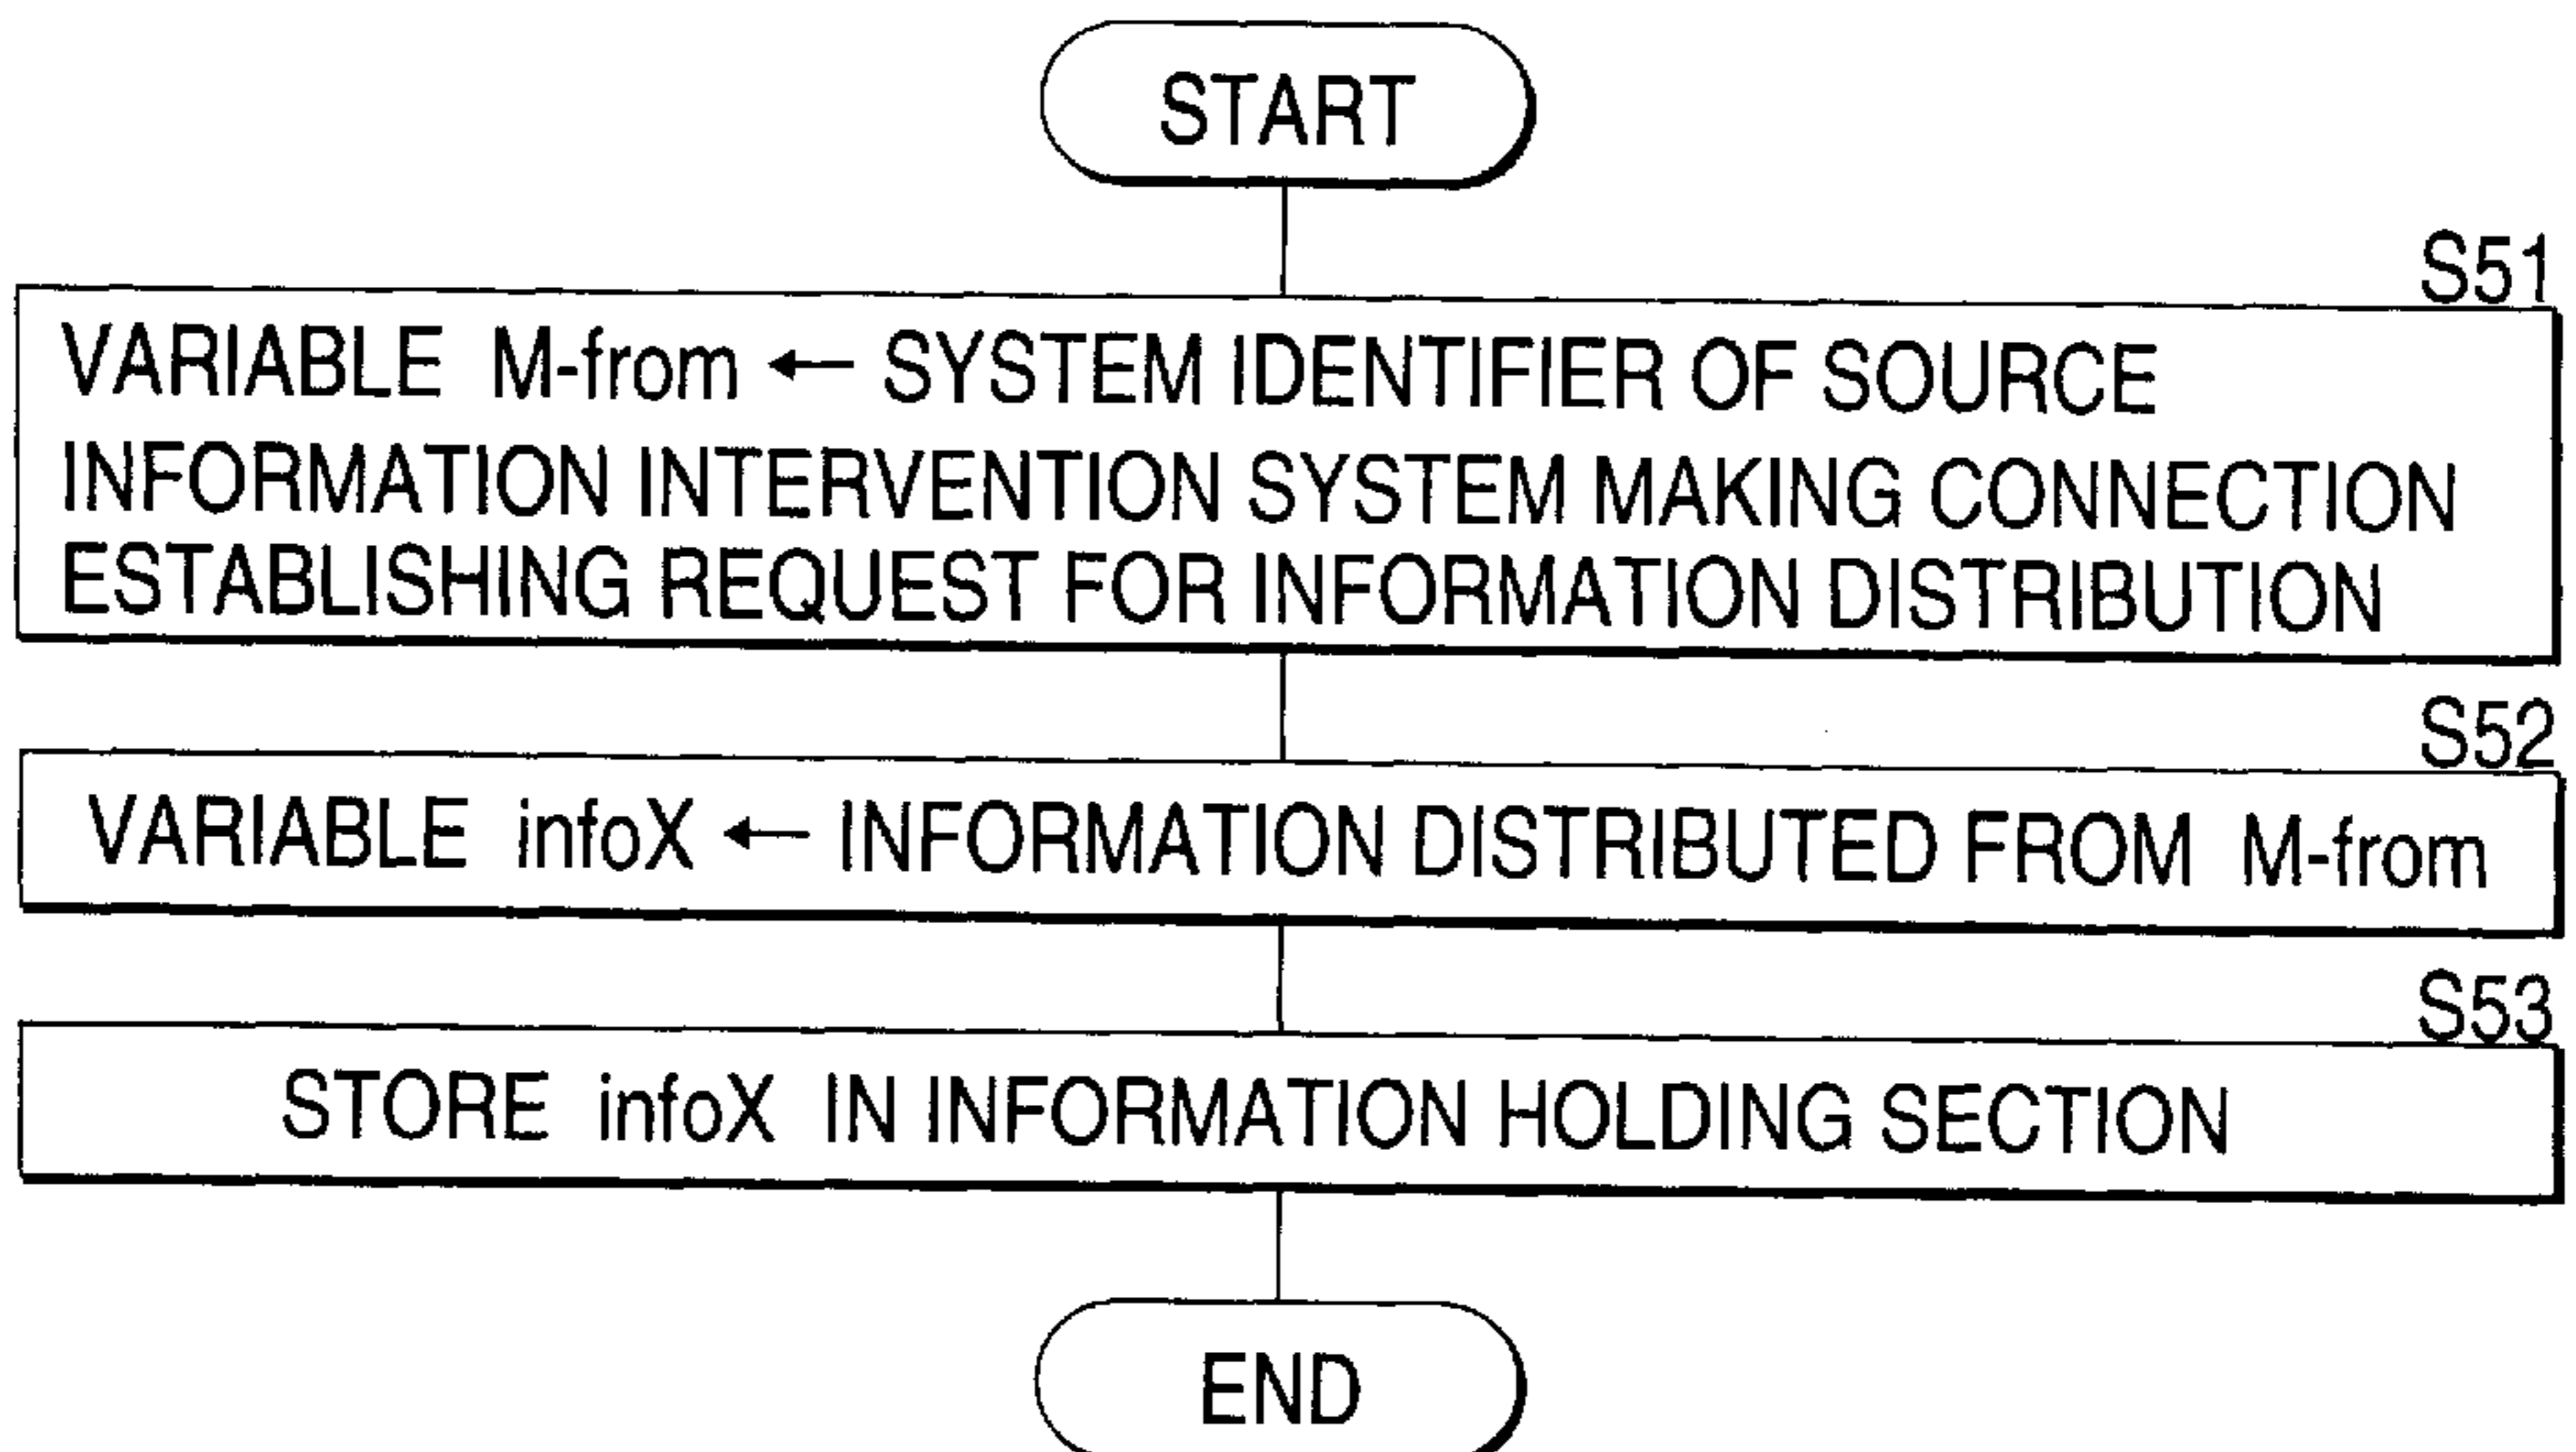 START
S51
VARIABLE M-from ← SYSTEM IDENTIFIER OF SOURCE
INFORMATION INTERVENTION SYSTEM MAKING CONNECTION
ESTABLISHING REQUEST FOR INFORMATION DISTRIBUTION
S52
VARIABLE infoX ← INFORMATION DISTRIBUTED FROM M-from
S53
STORE infoX IN INFORMATION HOLDING SECTION
END